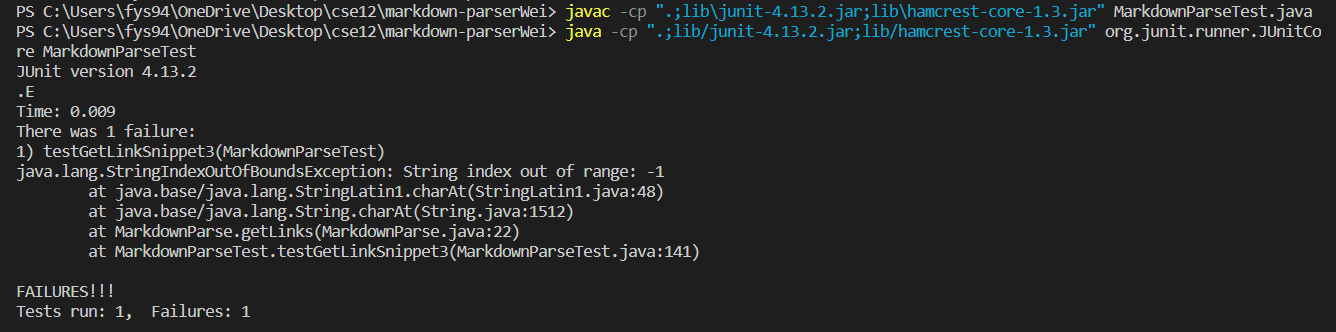 PS C:\Users\fys94\OneDrive\Desktop\cse12\markdown-parserWei> javac -cp ".;lib\junit-4.13.2.jar;lib\hamcrest-core-1.3.jar" MarkdownParseTest.java
PS C:\Users\fys94\OneDrive\Desktop\cse12\markdown-parserWei> java -cp ".;lib/junit-4.13.2.jar;lib/hamcrest-core-1.3.jar" org.junit.runner.JUnitCo
re MarkdownParseTest
JUnit version 4.13.2
.E
Time: 0.009
There was 1 failure:
1) testGetLinkSnippet3(MarkdownParseTest)
java.lang.StringIndexOutOfBoundsException: String index out of range: -1
        at java.base/java.lang.StringLatin1.charAt(StringLatin1.java:48)
        at java.base/java.lang.String.charAt(String.java:1512)
        at MarkdownParse.getLinks(MarkdownParse.java:22)
        at MarkdownParseTest.testGetLinkSnippet3(MarkdownParseTest.java:141)
FAILURES!!!
Tests run: 1,  Failures: 1